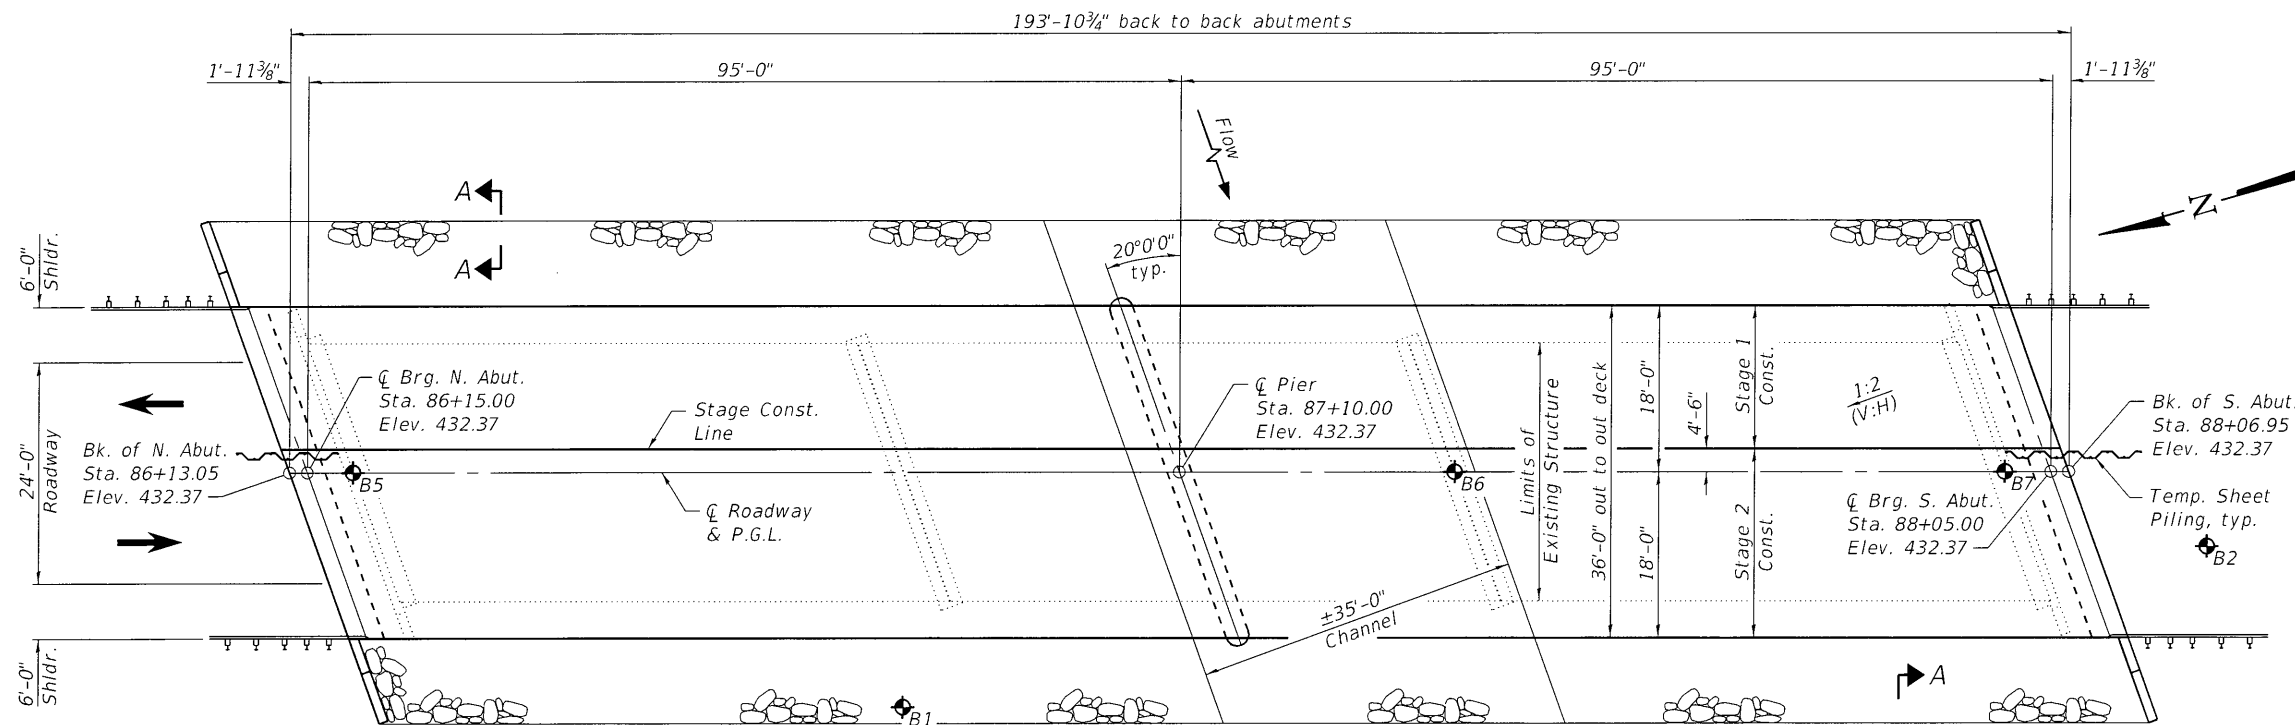 193'-10¾" back to back abutments
1'-11⅜"
95'-0"
95'-0"
1'-11⅜"
Flow
N
A
A
20°0'0"
typ.
6'-0"
Shldr.
24'-0"
Roadway
6'-0"
Shldr.
℄ Brg. N. Abut.
Sta. 86+15.00
Elev. 432.37
Bk. of N. Abut.
Sta. 86+13.05
Elev. 432.37
Stage Const.
Line
℄ Pier
Sta. 87+10.00
Elev. 432.37
℄ Roadway
& P.G.L.
Limits of
Existing Structure
36'-0" out to out deck
18'-0"
18'-0"
4'-6"
Stage 1
Const.
Stage 2
Const.
1:2
(V:H)
Bk. of S. Abut.
Sta. 88+06.95
Elev. 432.37
℄ Brg. S. Abut.
Sta. 88+05.00
Elev. 432.37
Temp. Sheet
Piling, typ.
B5
B6
B7
B2
±35'-0"
Channel
A
B1